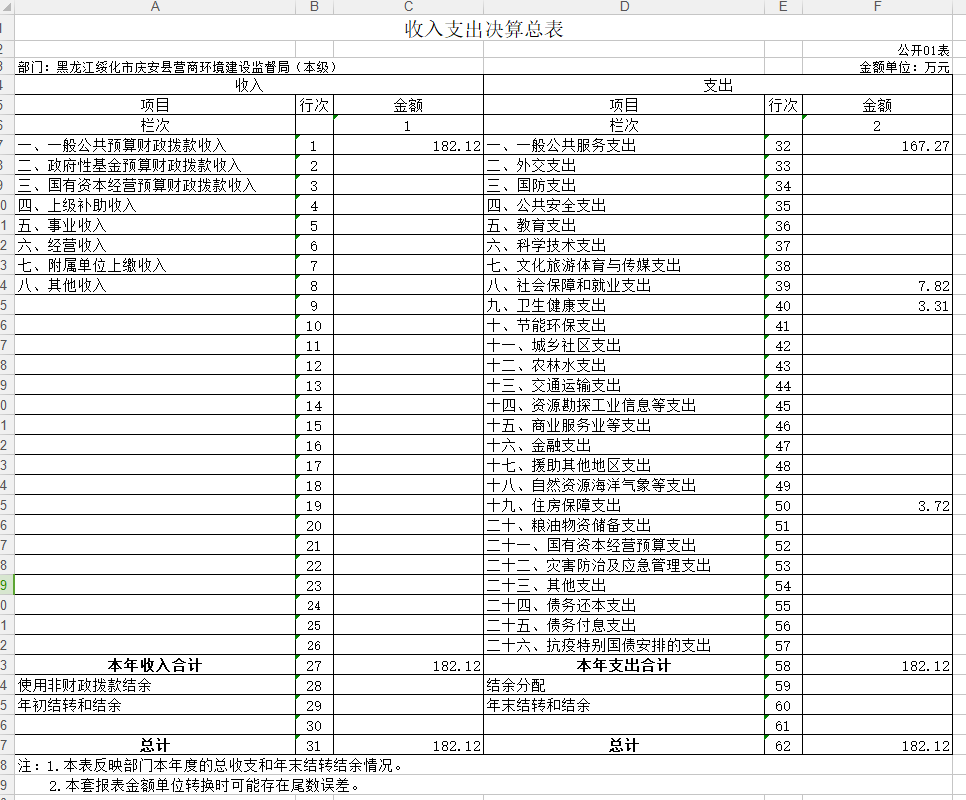 A B C D E F
收入支出决算总表
公开01表
部门：黑龙江绥化市庆安县营商环境建设监督局（本级） 金额单位：万元
收入 支出
项目 行次 金额 项目 行次 金额
栏次 1 栏次 2
一、一般公共预算财政拨款收入 1 182.12 一、一般公共服务支出 32 167.27
二、政府性基金预算财政拨款收入 2 二、外交支出 33
三、国有资本经营预算财政拨款收入 3 三、国防支出 34
四、上级补助收入 4 四、公共安全支出 35
五、事业收入 5 五、教育支出 36
六、经营收入 6 六、科学技术支出 37
七、附属单位上缴收入 7 七、文化旅游体育与传媒支出 38
八、其他收入 8 八、社会保障和就业支出 39 7.82
9 九、卫生健康支出 40 3.31
10 十、节能环保支出 41
11 十一、城乡社区支出 42
12 十二、农林水支出 43
13 十三、交通运输支出 44
14 十四、资源勘探工业信息等支出 45
15 十五、商业服务业等支出 46
16 十六、金融支出 47
17 十七、援助其他地区支出 48
18 十八、自然资源海洋气象等支出 49
19 十九、住房保障支出 50 3.72
20 二十、粮油物资储备支出 51
21 二十一、国有资本经营预算支出 52
22 二十二、灾害防治及应急管理支出 53
23 二十三、其他支出 54
24 二十四、债务还本支出 55
25 二十五、债务付息支出 56
26 二十六、抗疫特别国债安排的支出 57
本年收入合计 27 182.12 本年支出合计 58 182.12
使用非财政拨款结余 28 结余分配 59
年初结转和结余 29 年末结转和结余 60
30 61
总计 31 182.12 总计 62 182.12
注：1.本表反映部门本年度的总收支和年末结转结余情况。
2.本套报表金额单位转换时可能存在尾数误差。